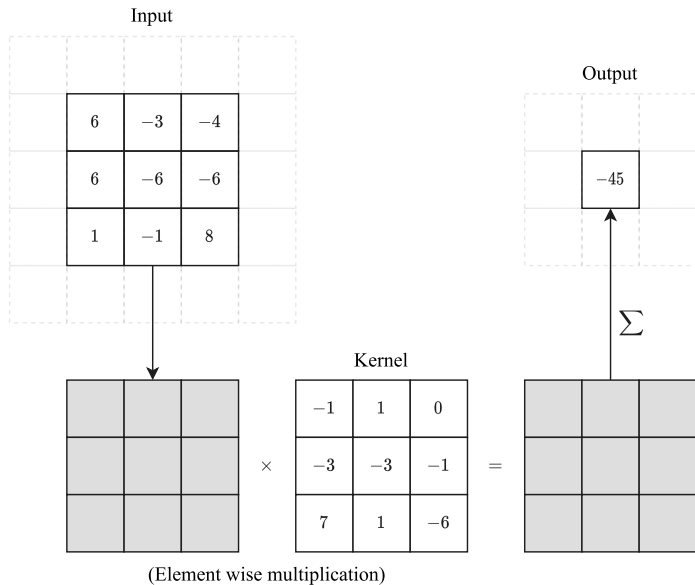 Input
Output
6 −3 −4
6 −6 −6
−45
1 −1 8
∑
Kernel
−1 1 0
× −3 −3 −1 =
7 1 −6
(Element wise multiplication)